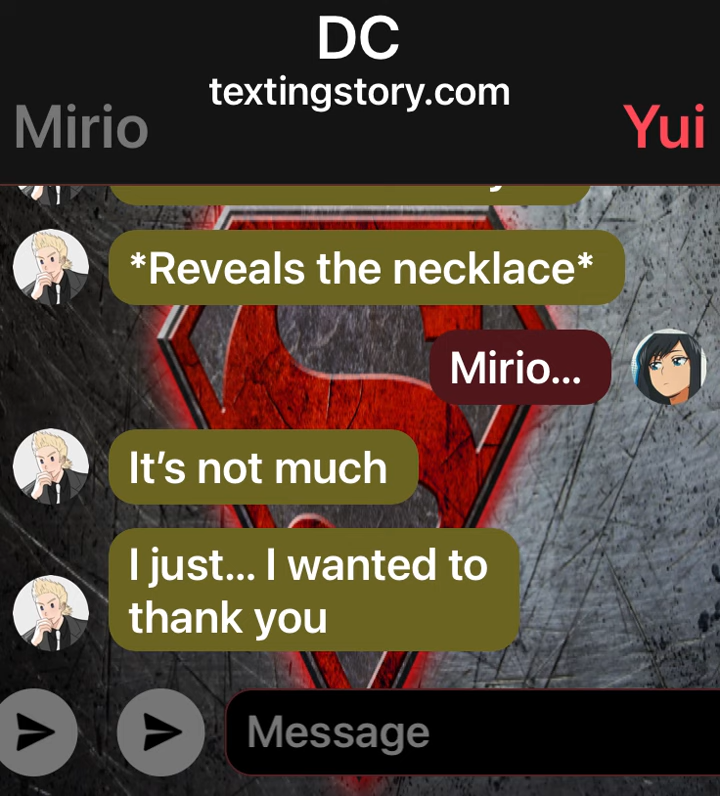 DC
textingstory.com
Mirio
Yui
*Reveals the necklace*
Mirio...
It’s not much
I just... I wanted to
thank you
Message